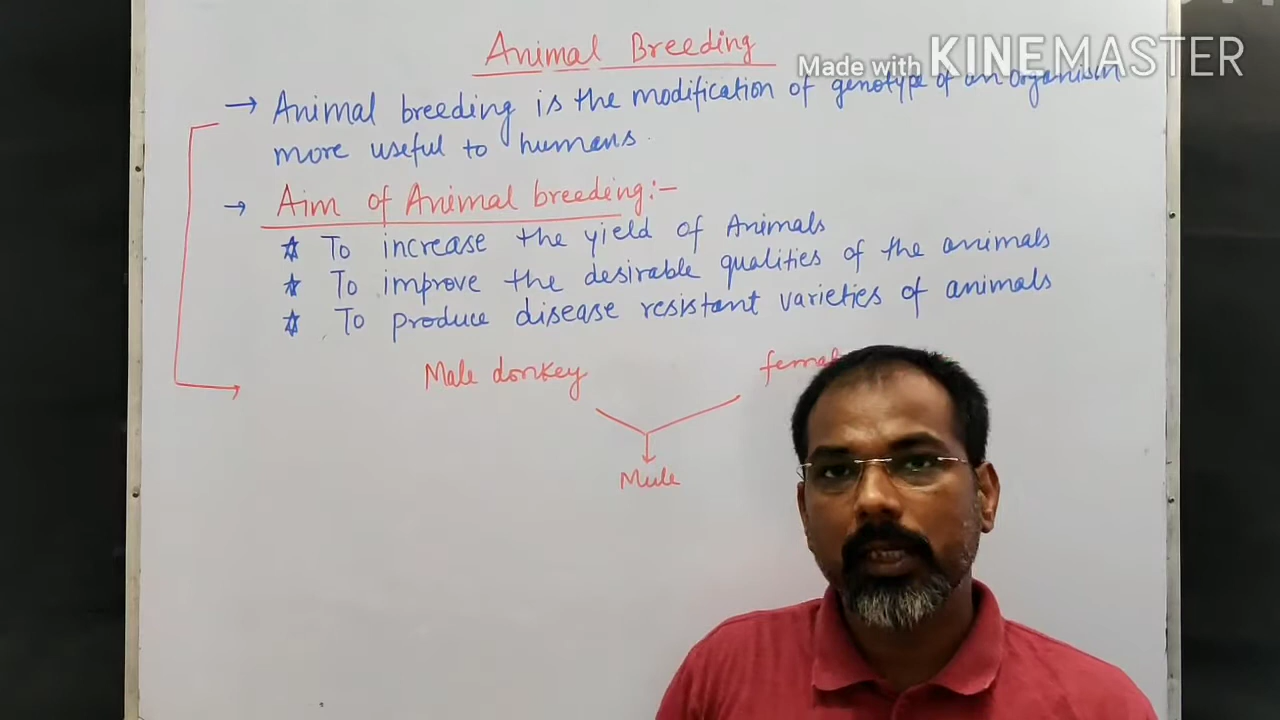 Animal Breeding
Made with KINEMASTER
→ Animal breeding is the modification of genotype of an organism
more useful to humans.
→ Aim of Animal breeding:-
☆ To increase the yield of Animals
☆ To improve the desirable qualities of the animals
☆ To produce disease resistant varieties of animals
Male donkey
Mule